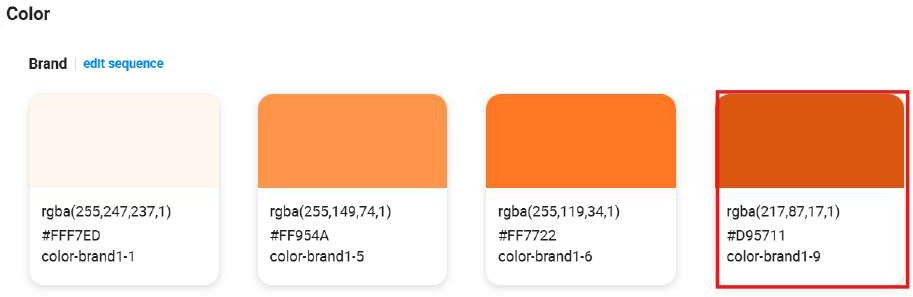 Color
Brand edit sequence
rgba(255,247,237,1)
#FFF7ED
color-brand1-1
rgba(255,149,74,1)
#FF954A
color-brand1-5
rgba(255,119,34,1)
#FF7722
color-brand1-6
rgba(217,87,17,1)
#D95711
color-brand1-9